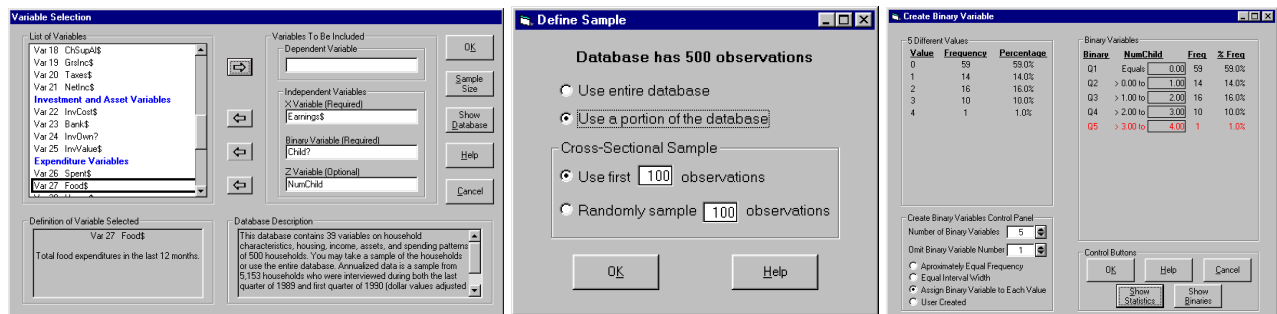 Variable Selection
List of Variables
Var 18 ChSupAl$
Var 19 GrsInc$
Var 20 Taxes$
Var 21 NetInc$
Investment and Asset Variables
Var 22 InvCost$
Var 23 Bank$
Var 24 InvOwn?
Var 25 InvValue$
Expenditure Variables
Var 26 Spent$
Var 27 Food$
Variables To Be Included
Dependent Variable
Independent Variables
X Variable (Required)
Earnings$
Binary Variable (Required)
Child?
Z Variable (Optional)
NumChild
OK
Sample
Size
Show
Database
Help
Cancel
Definition of Variable Selected
Var 27 Food$
Total food expenditures in the last 12 months.
Database Description
This database contains 39 variables on household
characteristics, housing, income, assets, and spending patterns
of 500 households. You may take a sample of the households
or use the entire database. Annualized data is a sample from
5,153 households who were interviewed during both the last
quarter of 1989 and first quarter of 1990 (dollar values adjusted
Define Sample
Database has 500 observations
Use entire database
Use a portion of the database
Cross-Sectional Sample
Use first 100 observations
Randomly sample 100 observations
OK Help
Create Binary Variable
5 Different Values
Value Frequency Percentage
0 59 59.0%
1 14 14.0%
2 16 16.0%
3 10 10.0%
4 1 1.0%
Create Binary Variables Control Panel
Number of Binary Variables 5
Omit Binary Variable Number 1
Aproximately Equal Frequency
Equal Interval Width
Assign Binary Variable to Each Value
User Created
Binary Variables
Binary NumChild Freq % Freq
Q1 Equals 0.00 59 59.0%
Q2 > 0.00 to 1.00 14 14.0%
Q3 > 1.00 to 2.00 16 16.0%
Q4 > 2.00 to 3.00 10 10.0%
Q5 > 3.00 to 4.00 1 1.0%
Control Buttons
OK Help Cancel
Show
Statistics
Show
Binaries